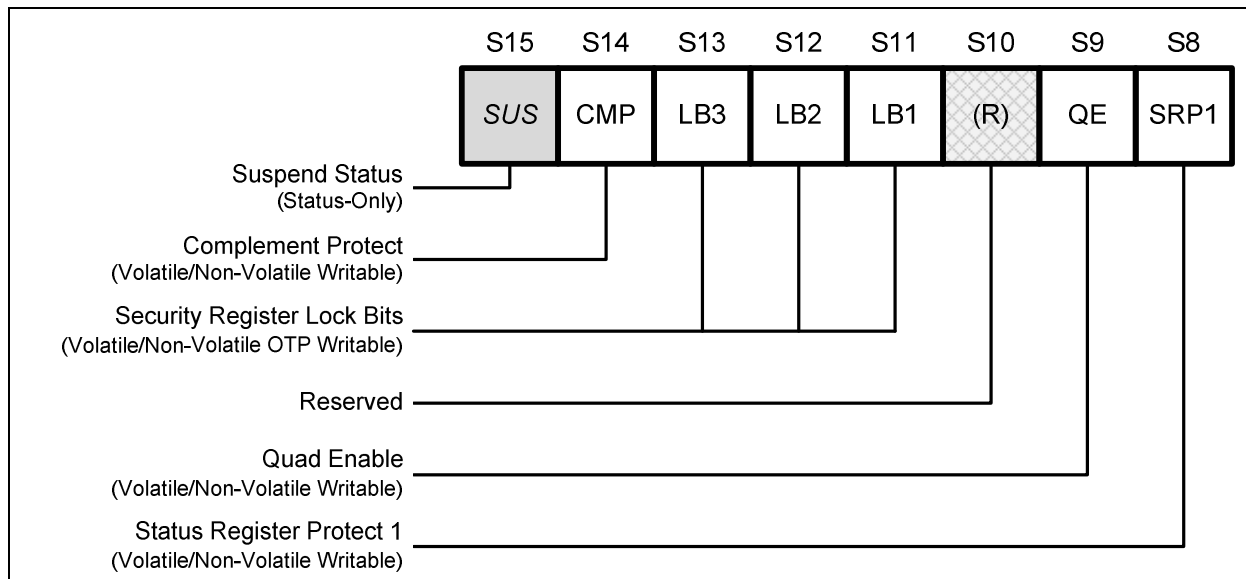 S15 S14 S13 S12 S11 S10 S9 S8
SUS CMP LB3 LB2 LB1 (R) QE SRP1
Suspend Status
(Status-Only)
Complement Protect
(Volatile/Non-Volatile Writable)
Security Register Lock Bits
(Volatile/Non-Volatile OTP Writable)
Reserved
Quad Enable
(Volatile/Non-Volatile Writable)
Status Register Protect 1
(Volatile/Non-Volatile Writable)